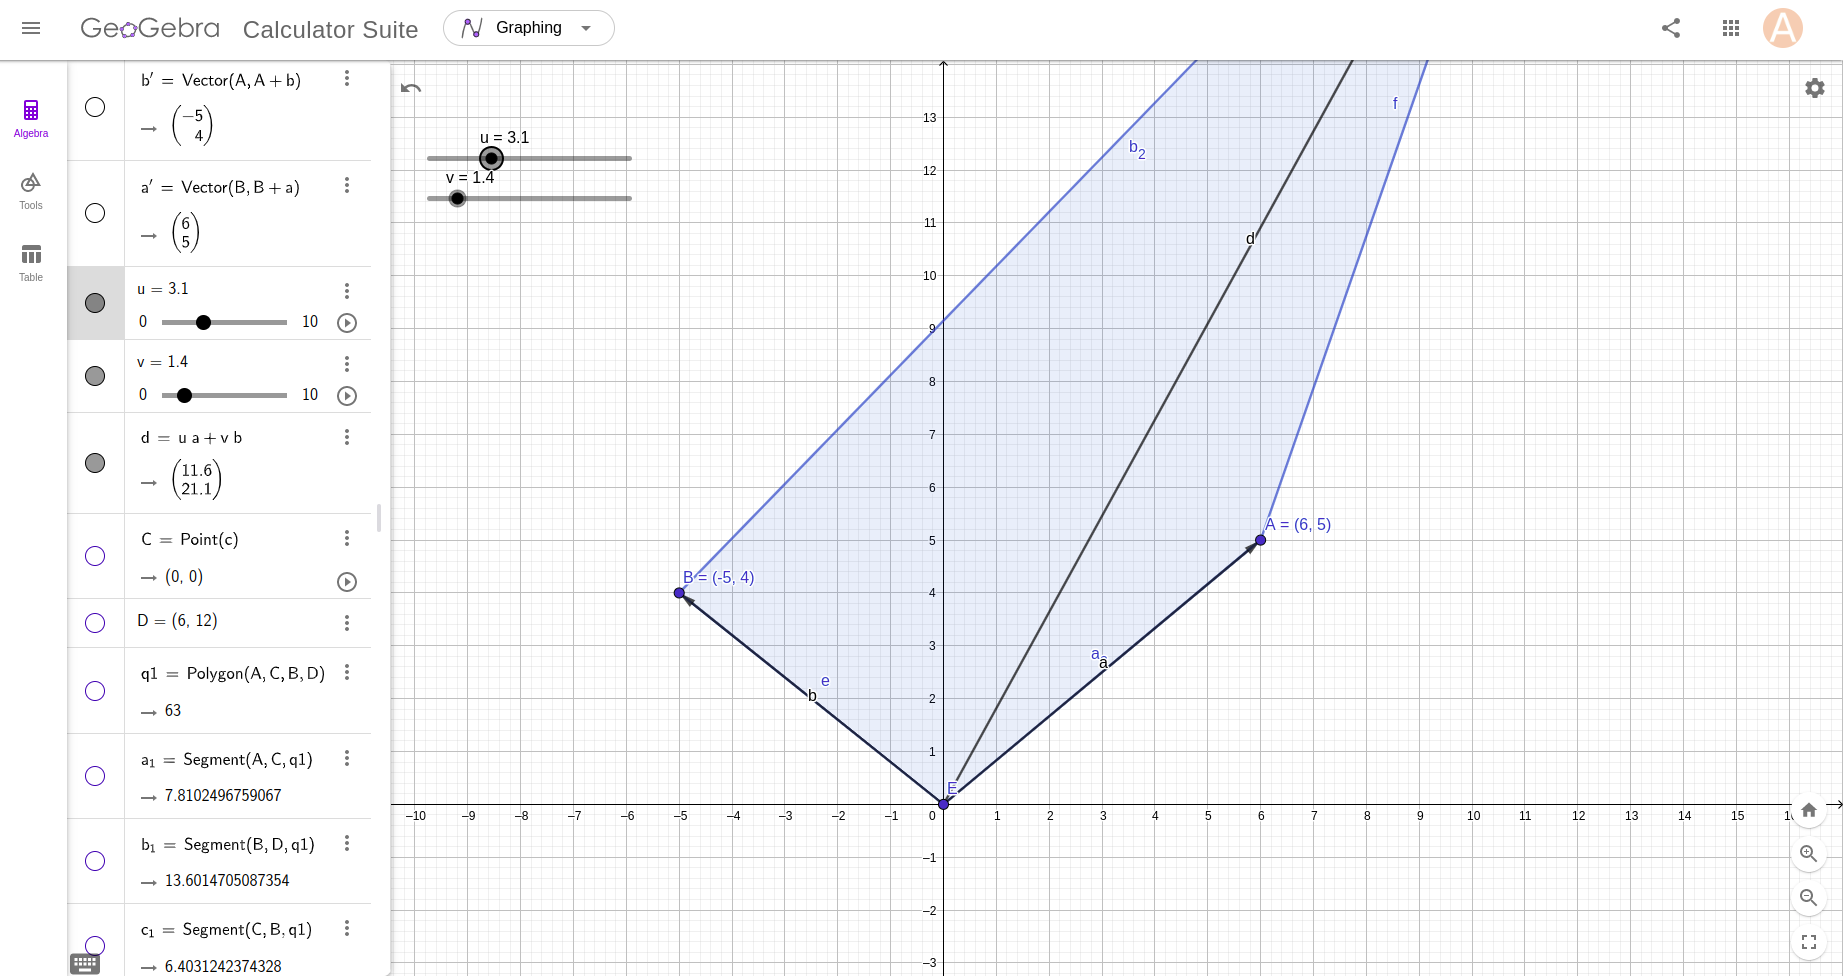 GeoGebra Calculator Suite Graphing A
Algebra
Tools
Table
b′ = Vector(A, A + b)
→ (−5
4)
a′ = Vector(B, B + a)
→ (6
5)
u = 3.1
0 10
v = 1.4
0 10
d = u a + v b
→ (11.6
21.1)
C = Point(c)
→ (0, 0)
D = (6, 12)
q1 = Polygon(A, C, B, D)
→ 63
a₁ = Segment(A, C, q1)
→ 7.8102496759067
b₁ = Segment(B, D, q1)
→ 13.6014705087354
c₁ = Segment(C, B, q1)
→ 6.4031242374328
u = 3.1
v = 1.4
f
b₂
d
A = (6, 5)
B = (-5, 4)
a
a
e
b
E
13
12
11
10
9
8
7
6
5
4
3
2
1
−10 −9 −8 −7 −6 −5 −4 −3 −2 −1 0 1 2 3 4 5 6 7 8 9 10 11 12 13 14 15
−1
−2
−3